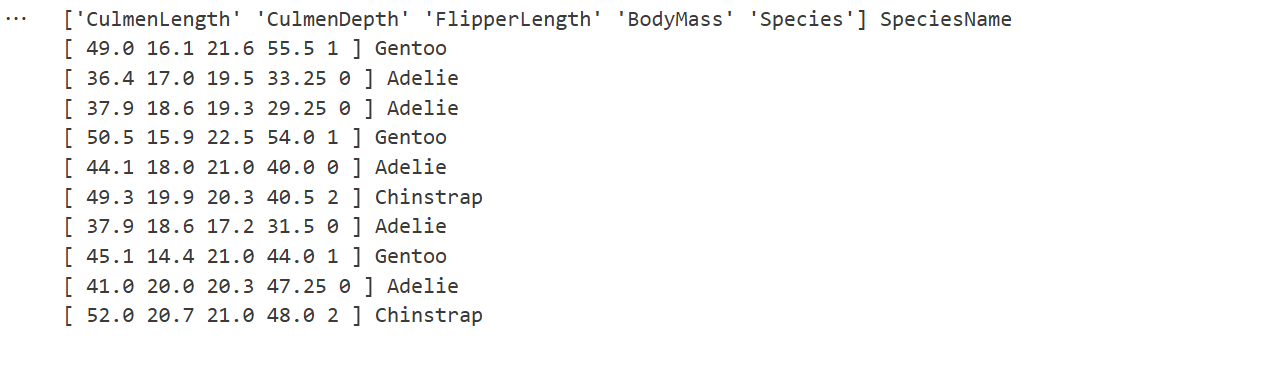 ['CulmenLength' 'CulmenDepth' 'FlipperLength' 'BodyMass' 'Species'] SpeciesName
[ 49.0 16.1 21.6 55.5 1 ] Gentoo
[ 36.4 17.0 19.5 33.25 0 ] Adelie
[ 37.9 18.6 19.3 29.25 0 ] Adelie
[ 50.5 15.9 22.5 54.0 1 ] Gentoo
[ 44.1 18.0 21.0 40.0 0 ] Adelie
[ 49.3 19.9 20.3 40.5 2 ] Chinstrap
[ 37.9 18.6 17.2 31.5 0 ] Adelie
[ 45.1 14.4 21.0 44.0 1 ] Gentoo
[ 41.0 20.0 20.3 47.25 0 ] Adelie
[ 52.0 20.7 21.0 48.0 2 ] Chinstrap